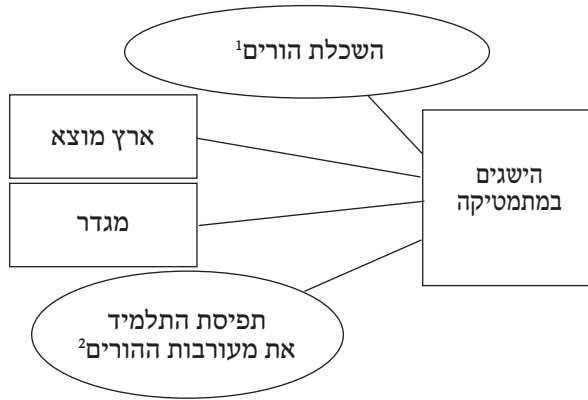 השכלת הורים¹
ארץ מוצא
הישגים
במתמטיקה
מגדר
תפיסת התלמיד
את מעורבות ההורים²